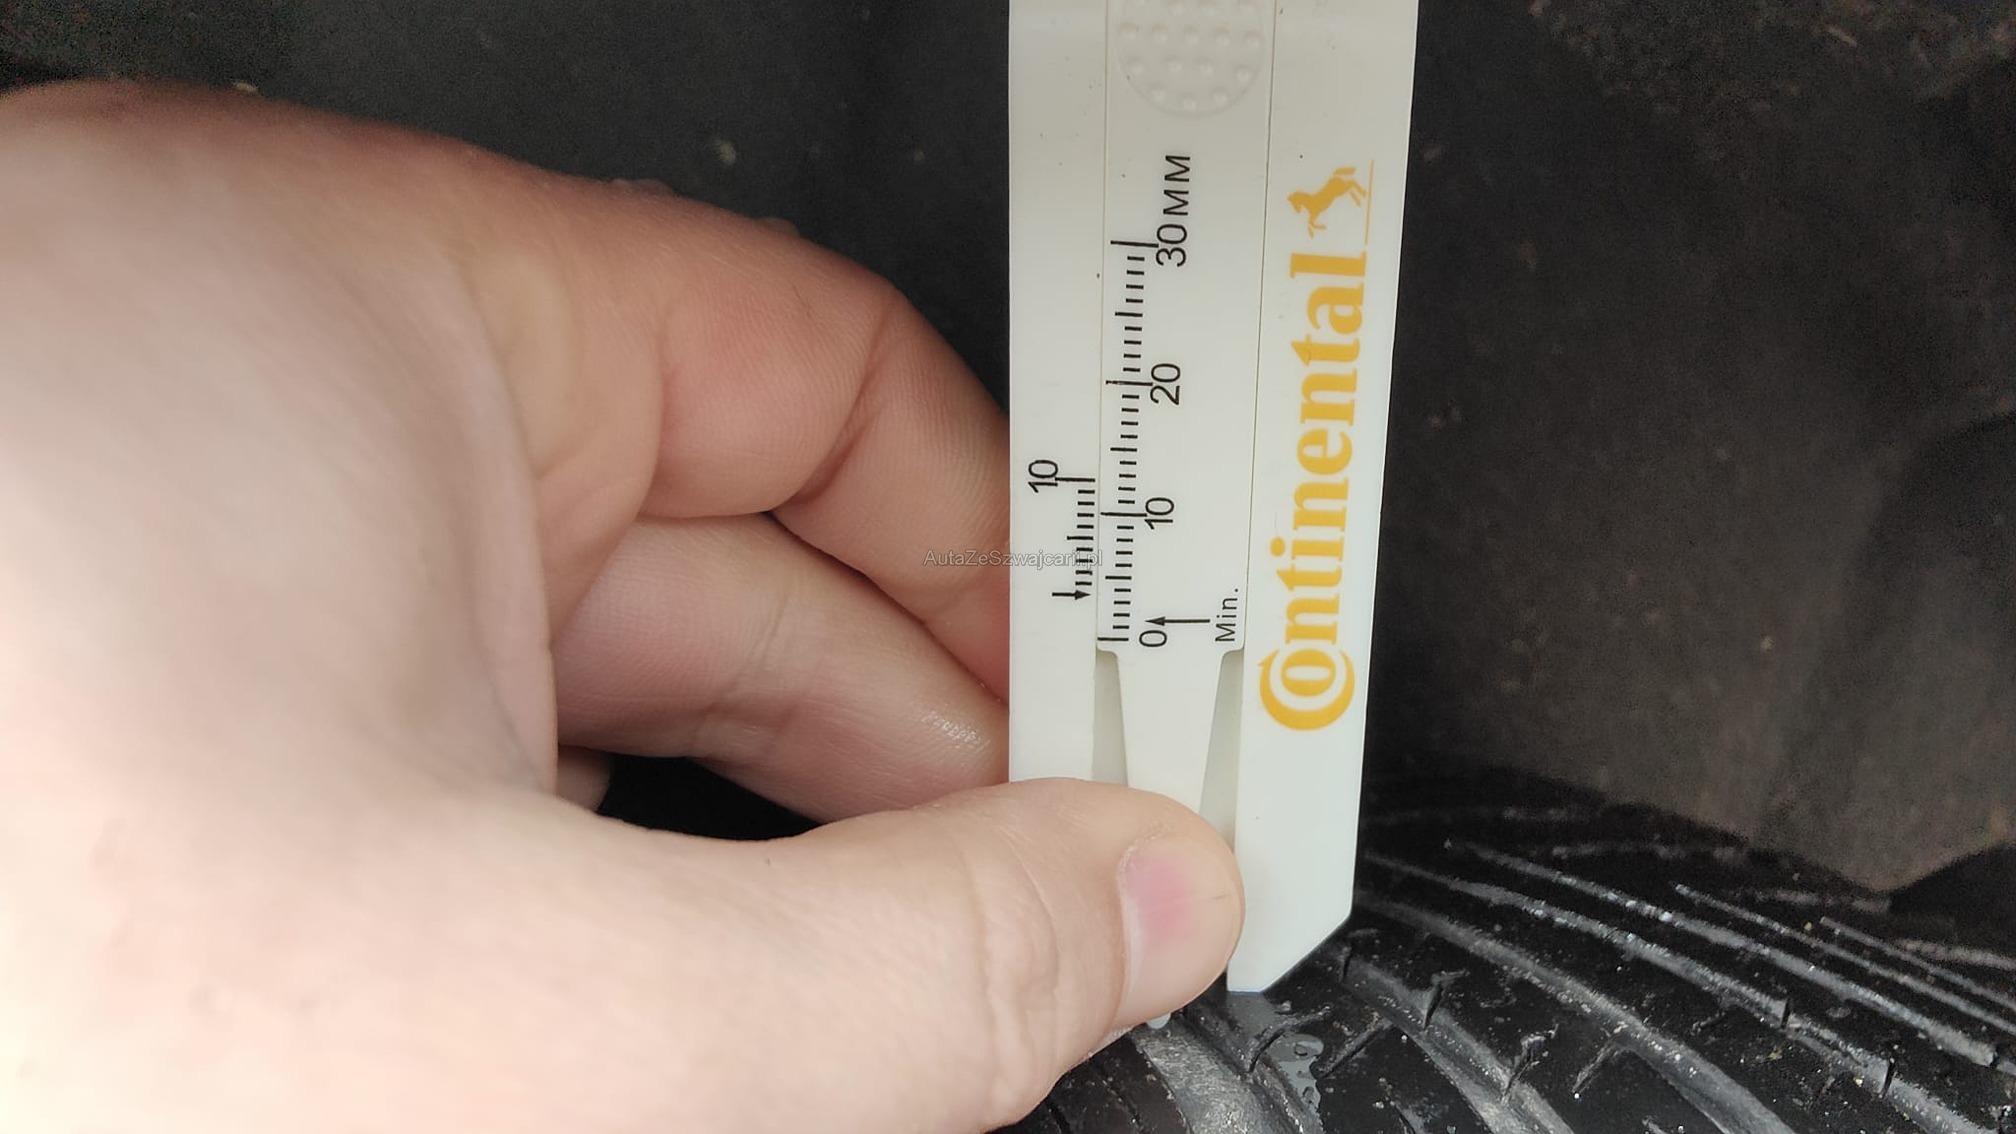 30MM
20
10
0
Min.
10
Continental
AutaZeSzwajcarii.pl